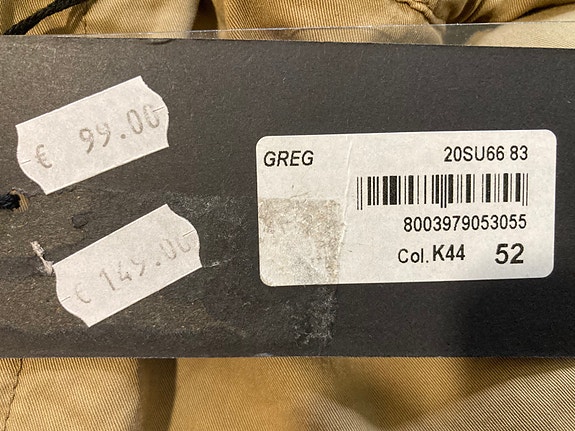 € 99.00
€ 149.00
GREG
20SU66 83
8003979053055
Col. K44 52